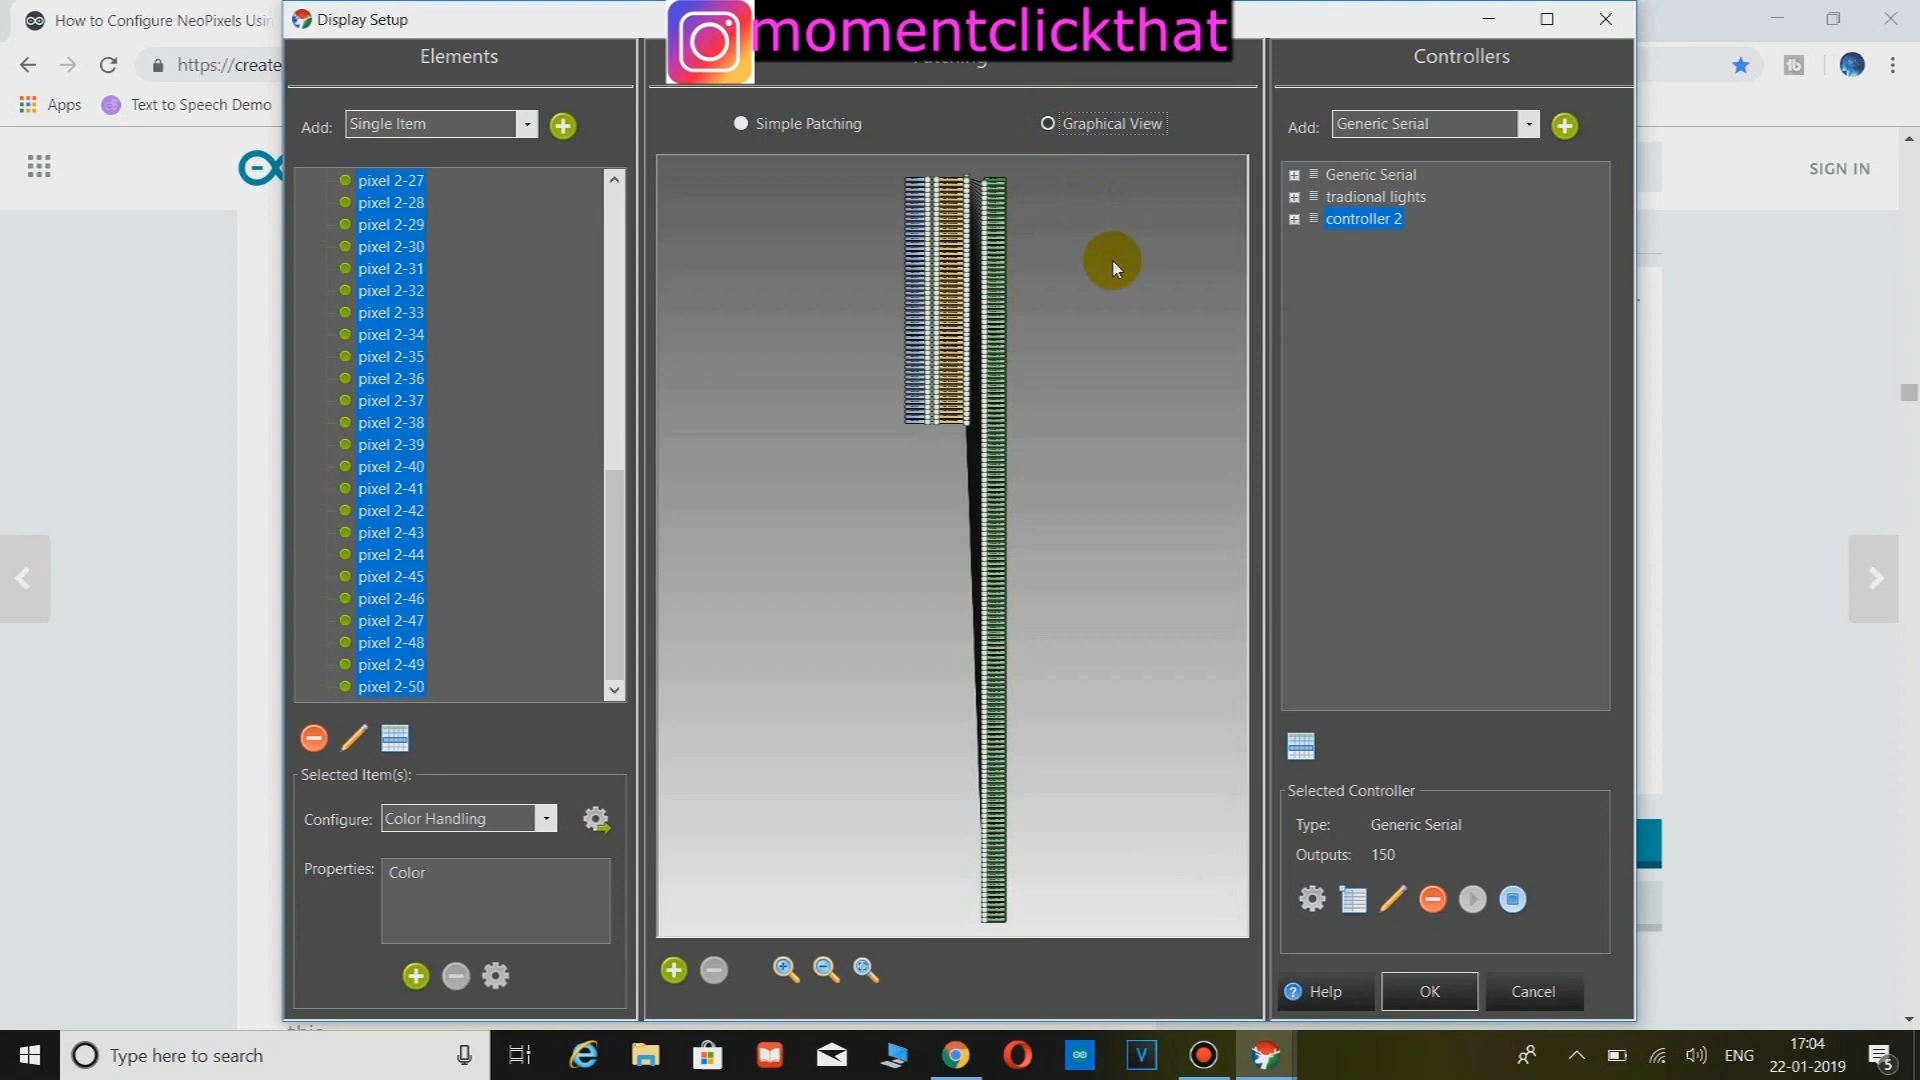 How to Configure NeoPixels Usin
Display Setup
momentclickthat
https://create
Apps
Text to Speech Demo
SIGN IN
Elements
Patching
Controllers
Add:
Single Item
Simple Patching
Graphical View
Add:
Generic Serial
pixel 2-27
pixel 2-28
pixel 2-29
pixel 2-30
pixel 2-31
pixel 2-32
pixel 2-33
pixel 2-34
pixel 2-35
pixel 2-36
pixel 2-37
pixel 2-38
pixel 2-39
pixel 2-40
pixel 2-41
pixel 2-42
pixel 2-43
pixel 2-44
pixel 2-45
pixel 2-46
pixel 2-47
pixel 2-48
pixel 2-49
pixel 2-50
Generic Serial
tradional lights
controller 2
Selected Item(s):
Configure:
Color Handling
Properties:
Color
Selected Controller
Type:
Generic Serial
Outputs:
150
Help
OK
Cancel
Type here to search
V
ENG
17:04
22-01-2019
5